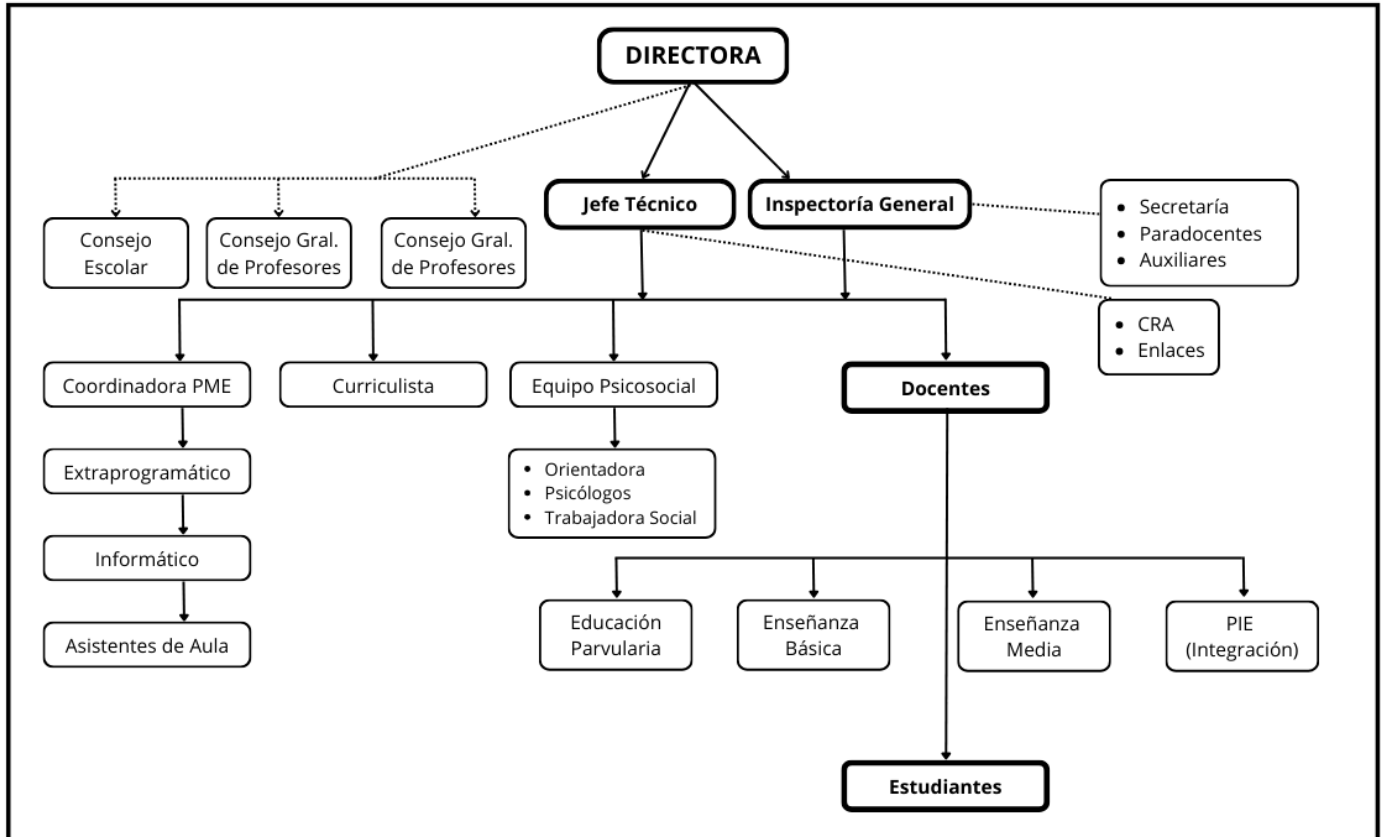 DIRECTORA
Jefe Técnico
Inspectoría General
• Secretaría
• Paradocentes
• Auxiliares
Consejo
Escolar
Consejo Gral.
de Profesores
Consejo Gral.
de Profesores
• CRA
• Enlaces
Coordinadora PME
Curriculista
Equipo Psicosocial
Docentes
Extraprogramático
• Orientadora
• Psicólogos
• Trabajadora Social
Informático
Asistentes de Aula
Educación
Parvularia
Enseñanza
Básica
Enseñanza
Media
PIE
(Integración)
Estudiantes